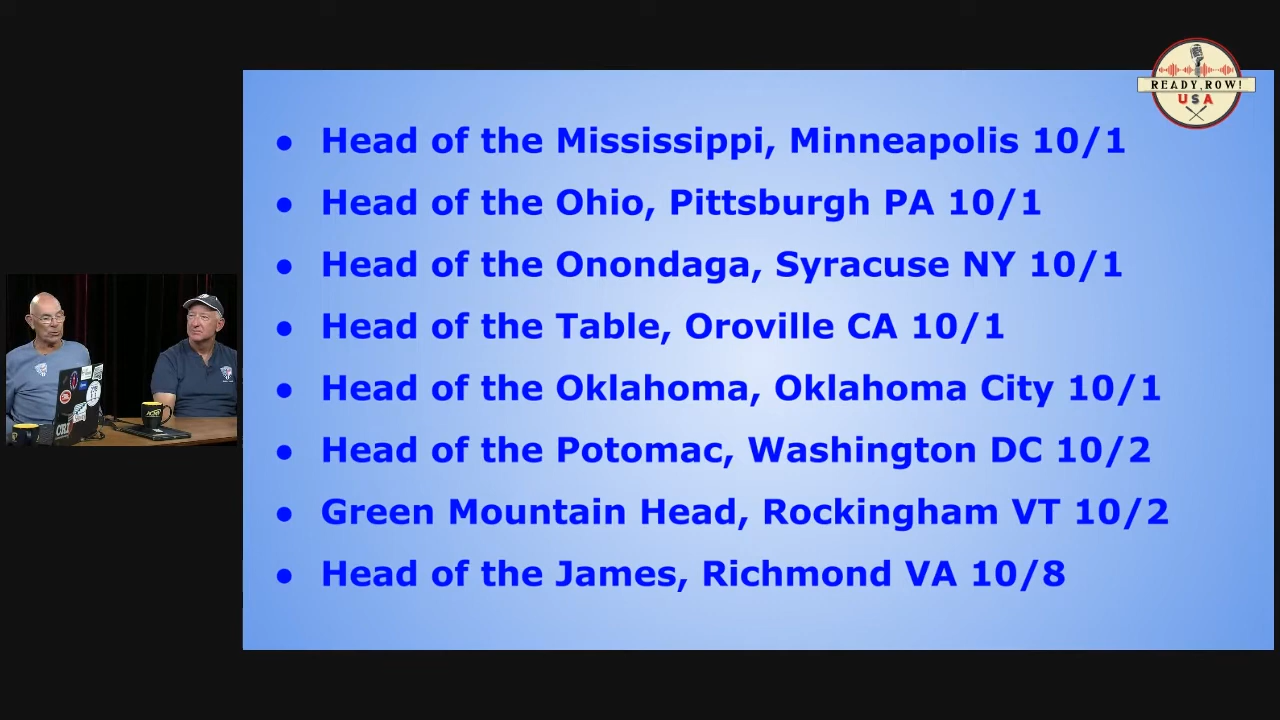 READY, ROW!
USA
● Head of the Mississippi, Minneapolis 10/1
● Head of the Ohio, Pittsburgh PA 10/1
● Head of the Onondaga, Syracuse NY 10/1
● Head of the Table, Oroville CA 10/1
● Head of the Oklahoma, Oklahoma City 10/1
● Head of the Potomac, Washington DC 10/2
● Green Mountain Head, Rockingham VT 10/2
● Head of the James, Richmond VA 10/8